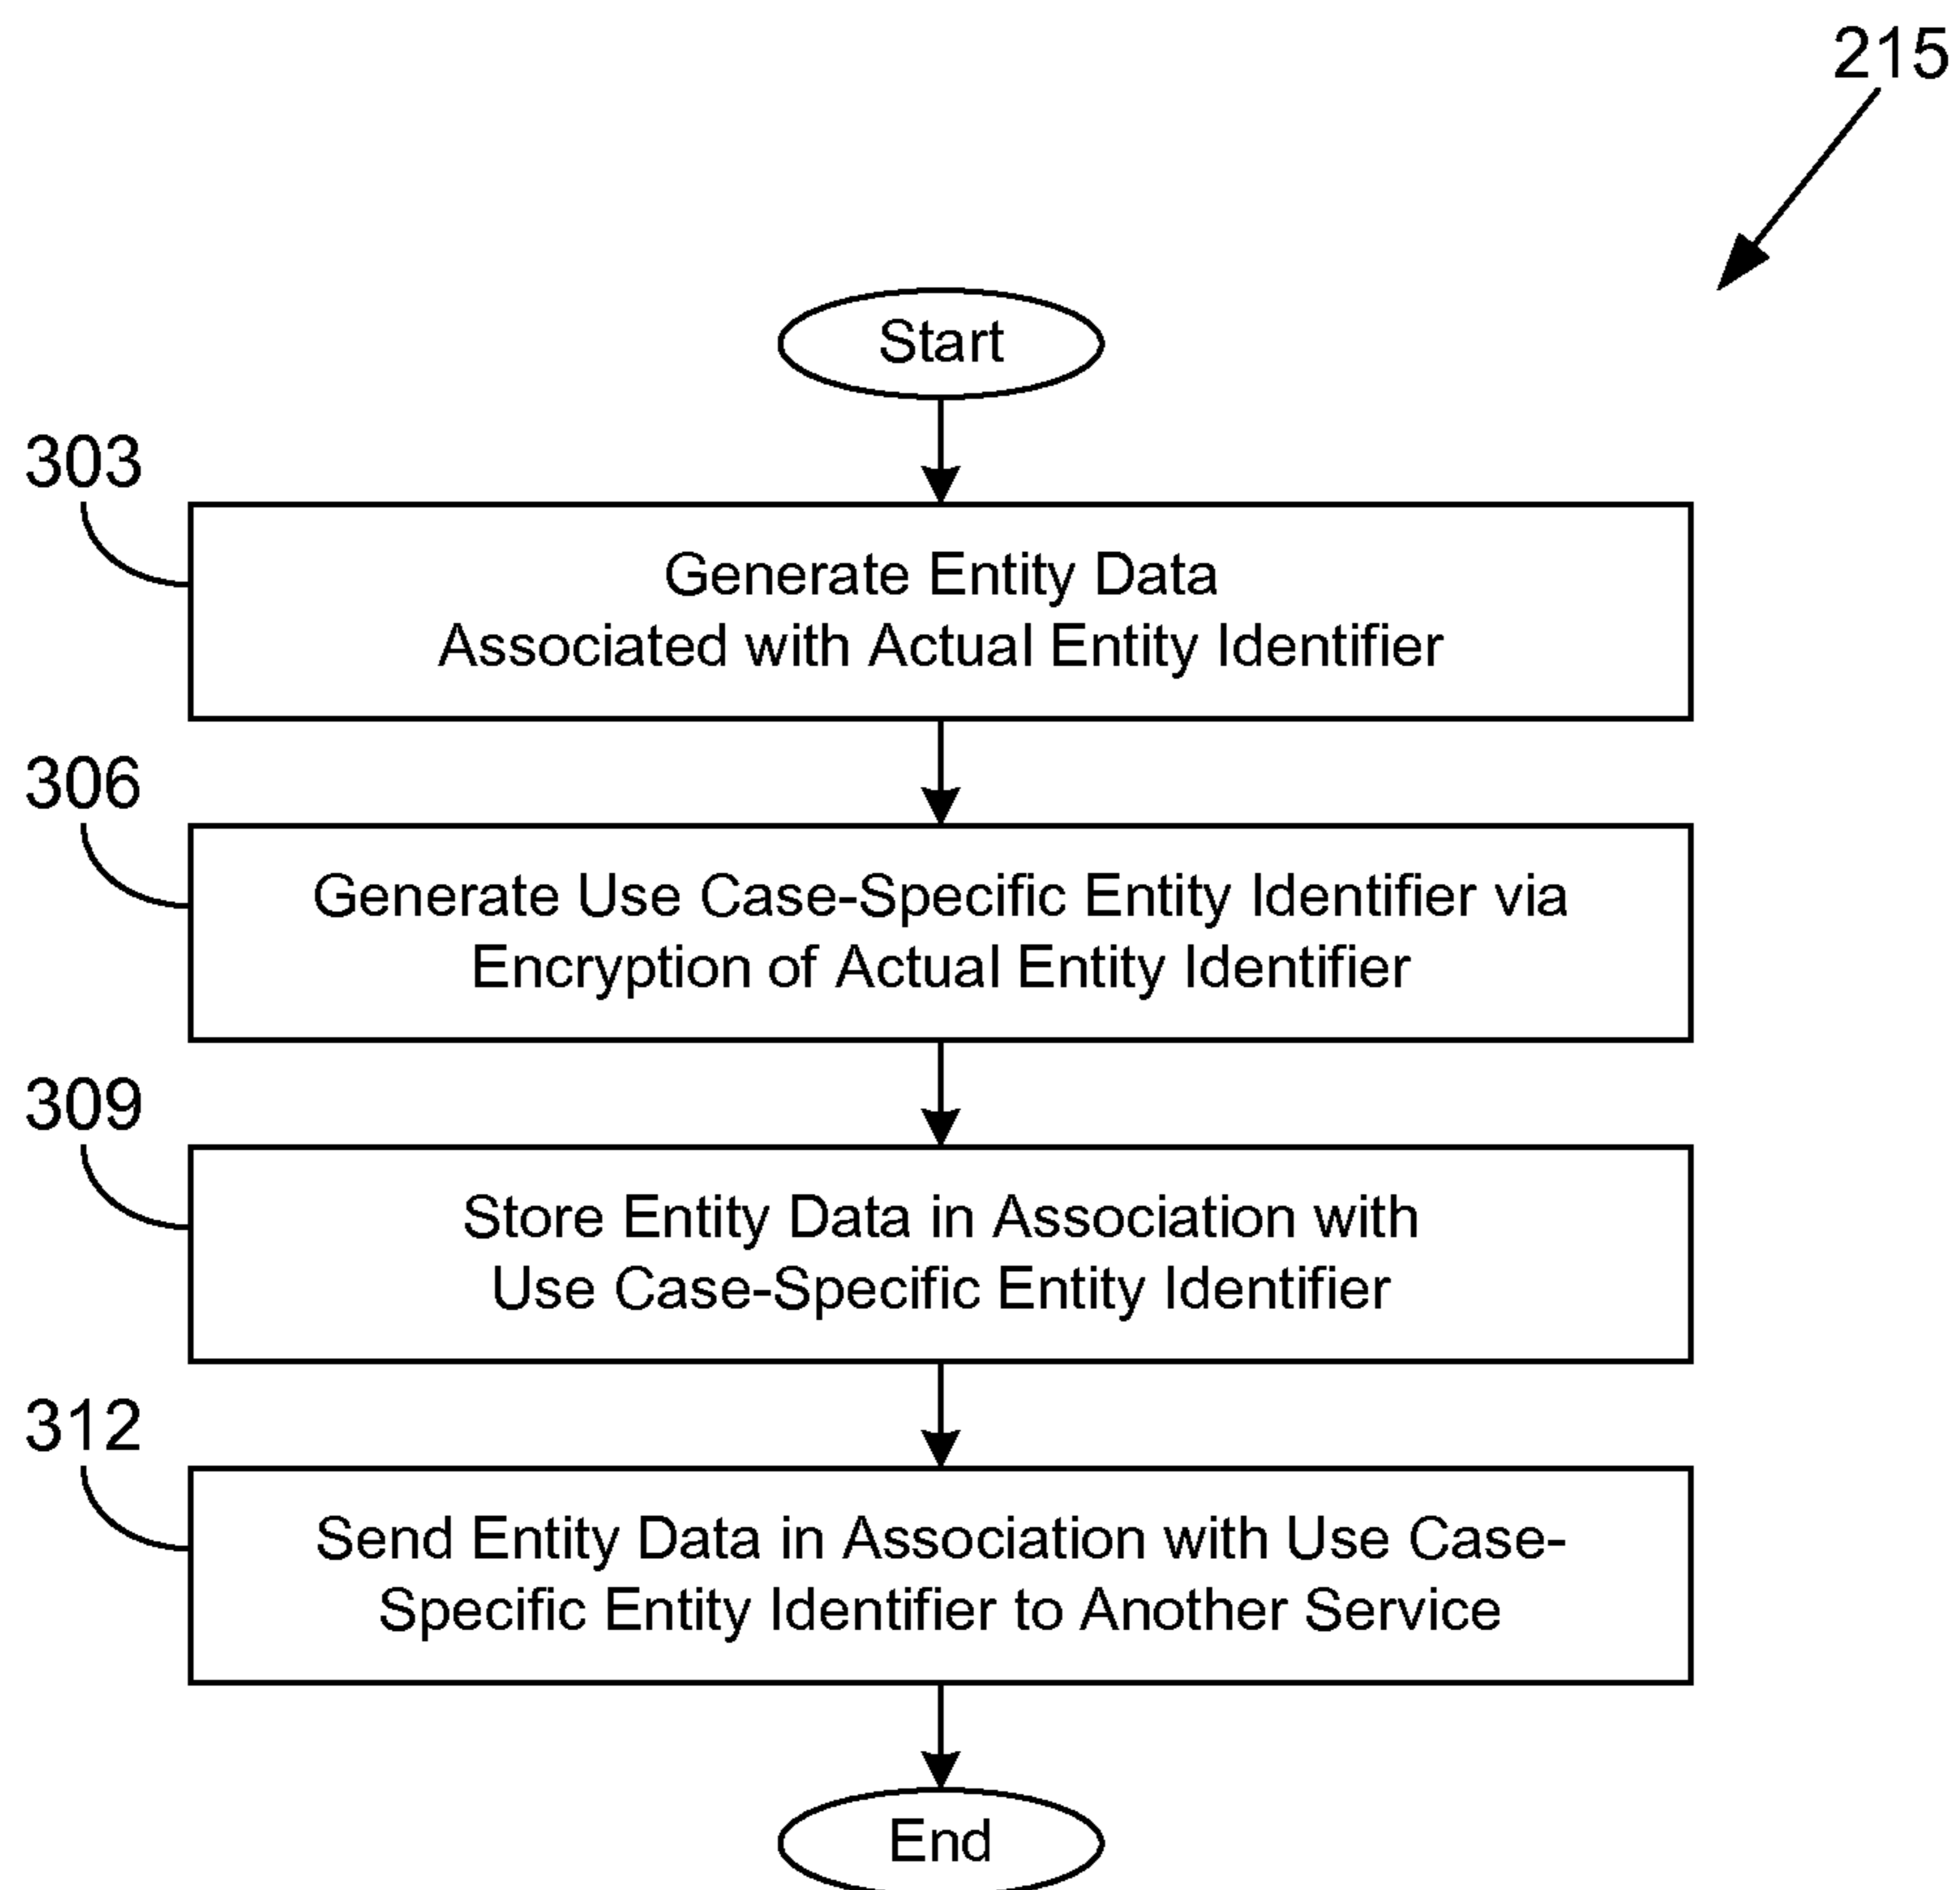 215
Start
303
Generate Entity Data
Associated with Actual Entity Identifier
306
Generate Use Case-Specific Entity Identifier via
Encryption of Actual Entity Identifier
309
Store Entity Data in Association with
Use Case-Specific Entity Identifier
312
Send Entity Data in Association with Use Case-
Specific Entity Identifier to Another Service
End